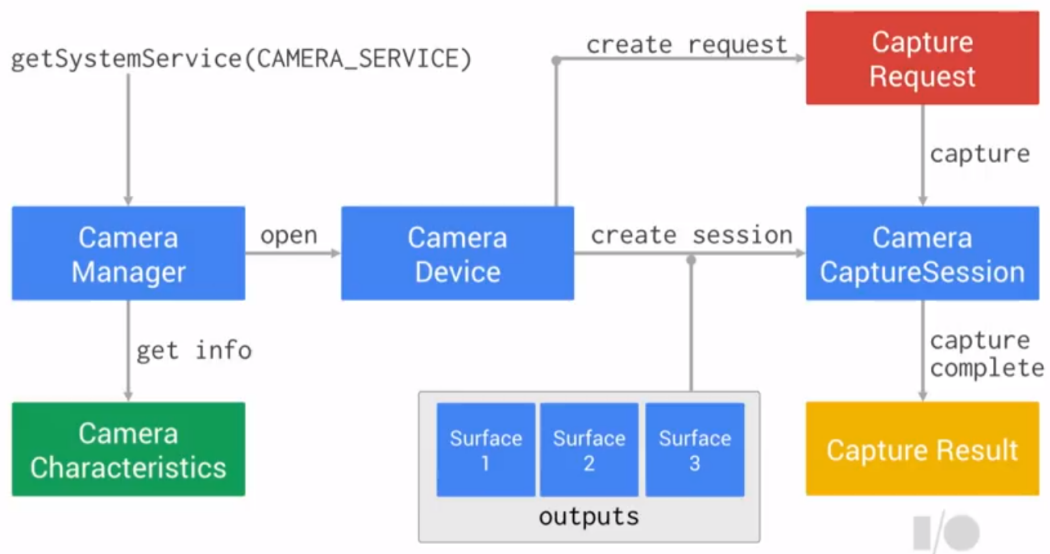 getSystemService(CAMERA_SERVICE)
create request
Capture
Request
capture
Camera
Manager
open
Camera
Device
create session
Camera
CaptureSession
get info
capture
complete
Camera
Characteristics
Surface
1
Surface
2
Surface
3
outputs
Capture Result
I/O